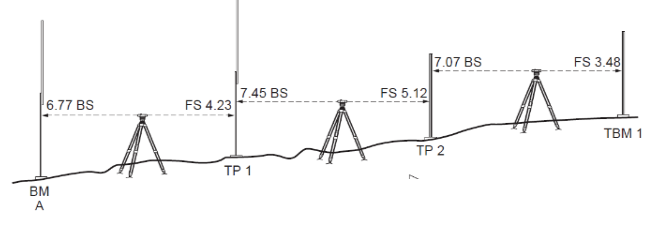 7.07 BS FS 3.48
7.45 BS FS 5.12
6.77 BS FS 4.23
TBM 1
TP 2
TP 1
BM
A